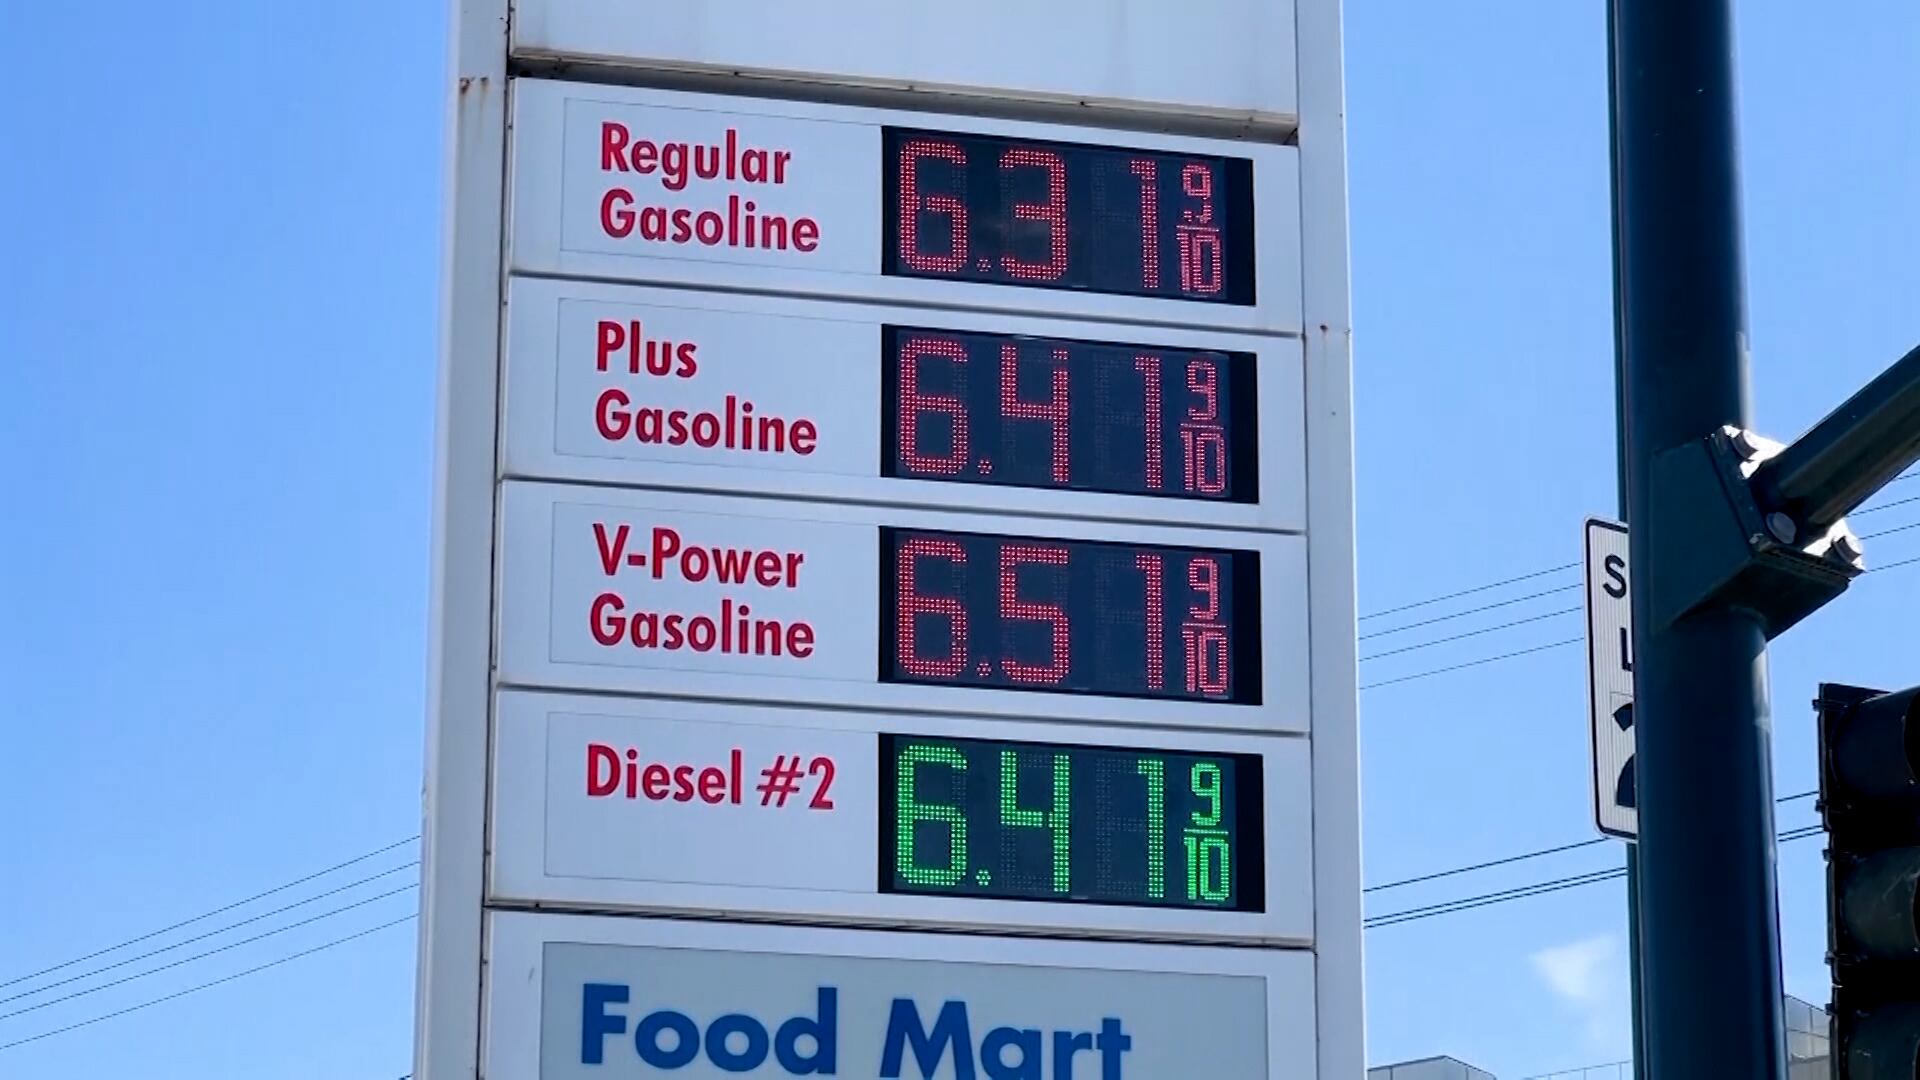 Regular
Gasoline
6.31 9/10
Plus
Gasoline
6.41 9/10
V-Power
Gasoline
6.51 9/10
Diesel #2
6.41 9/10
Food Mart
S
L